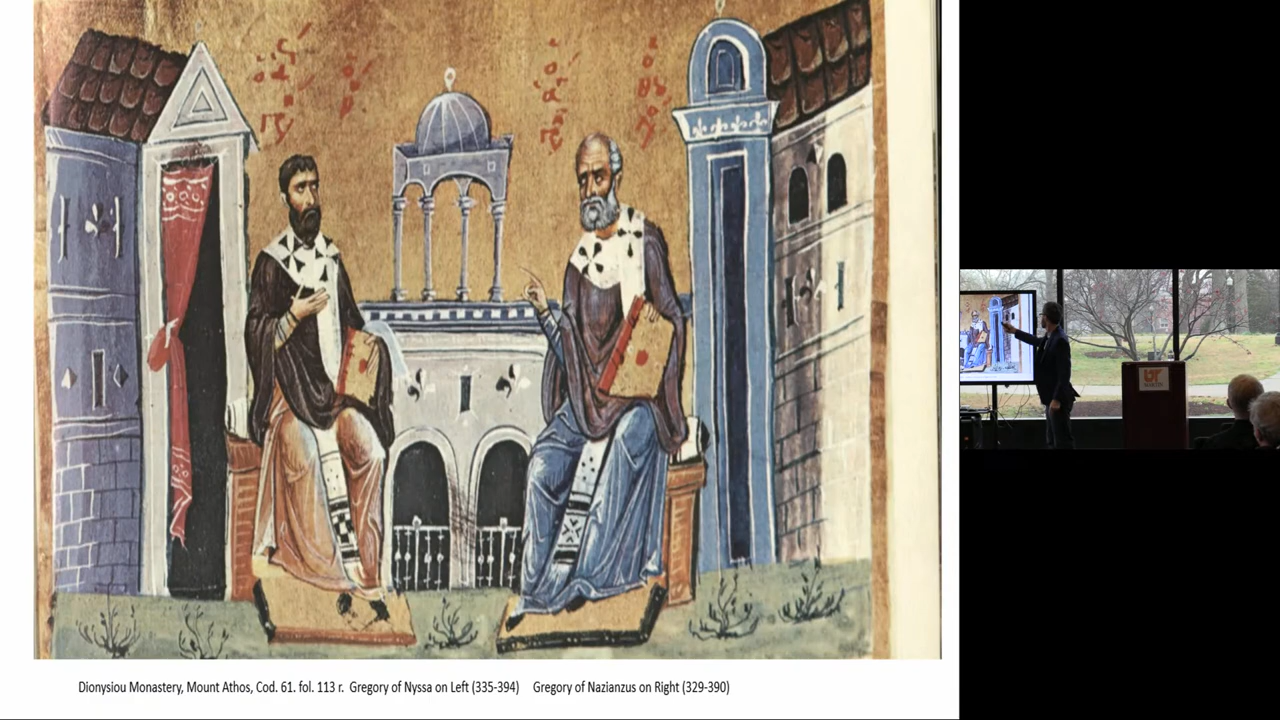 Dionysiou Monastery, Mount Athos, Cod. 61. fol. 113 r. Gregory of Nyssa on Left (335-394) Gregory of Nazianzus on Right (329-390)
UT